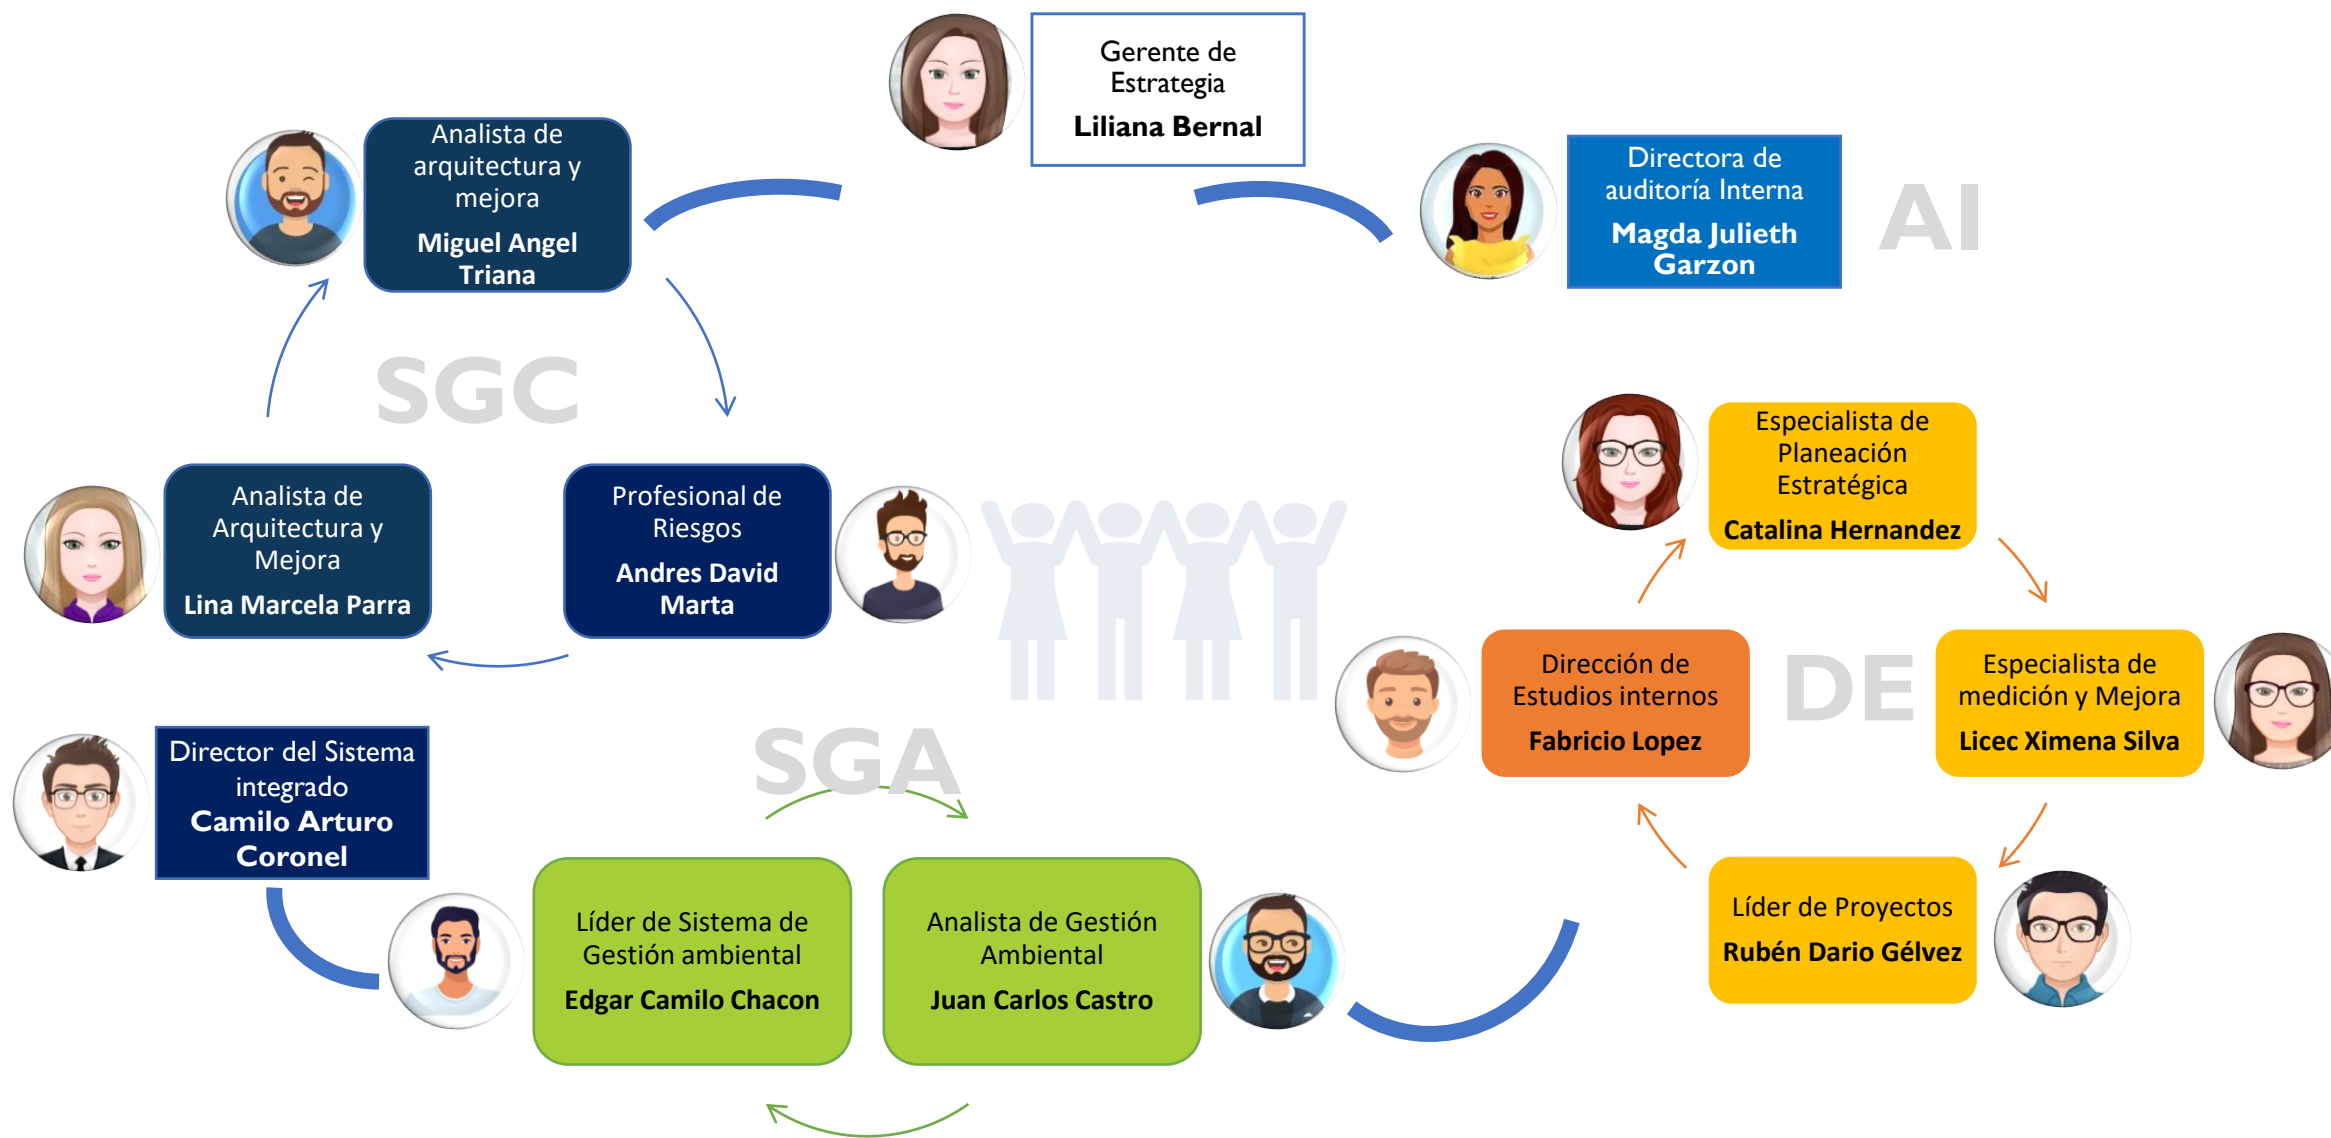 Gerente de
Estrategia
Liliana Bernal
Analista de
arquitectura y
mejora
Miguel Angel
Triana
Directora de
auditoría Interna
Magda Julieth
Garzon
AI
SGC
Analista de
Arquitectura y
Mejora
Lina Marcela Parra
Profesional de
Riesgos
Andres David
Marta
Especialista de
Planeación
Estratégica
Catalina Hernandez
Dirección de
Estudios internos
Fabricio Lopez
DE
Especialista de
medición y Mejora
Licec Ximena Silva
Director del Sistema
integrado
Camilo Arturo
Coronel
SGA
Líder de Sistema de
Gestión ambiental
Edgar Camilo Chacon
Analista de Gestión
Ambiental
Juan Carlos Castro
Líder de Proyectos
Rubén Dario Gélvez